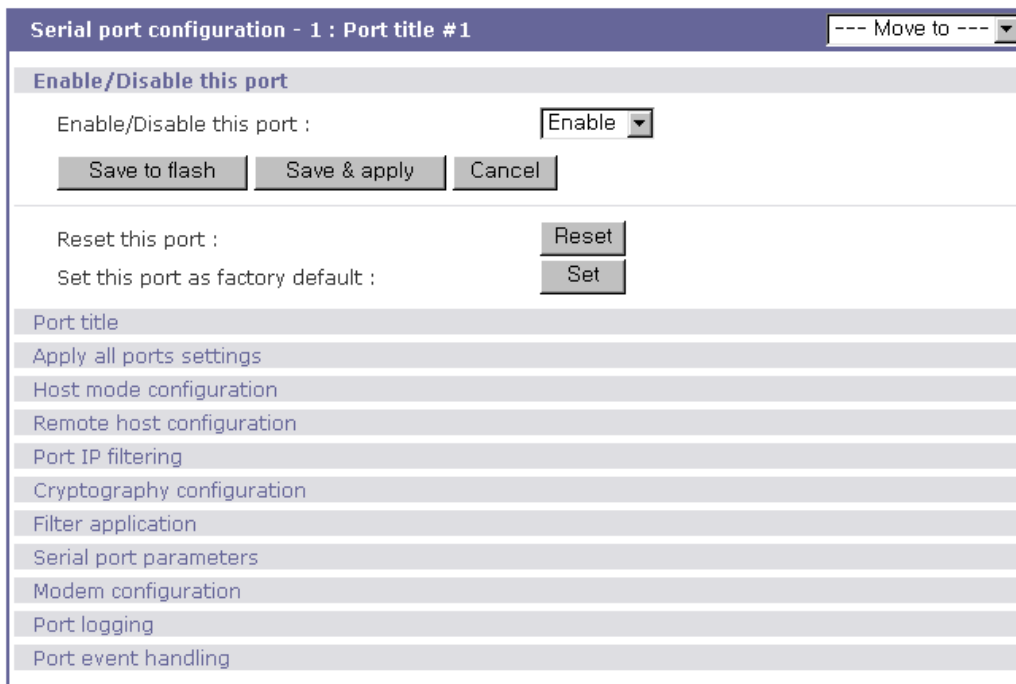 Serial port configuration - 1 : Port title #1 --- Move to ---
Enable/Disable this port
Enable/Disable this port : Enable
Save to flash Save & apply Cancel
Reset this port : Reset
Set this port as factory default : Set
Port title
Apply all ports settings
Host mode configuration
Remote host configuration
Port IP filtering
Cryptography configuration
Filter application
Serial port parameters
Modem configuration
Port logging
Port event handling